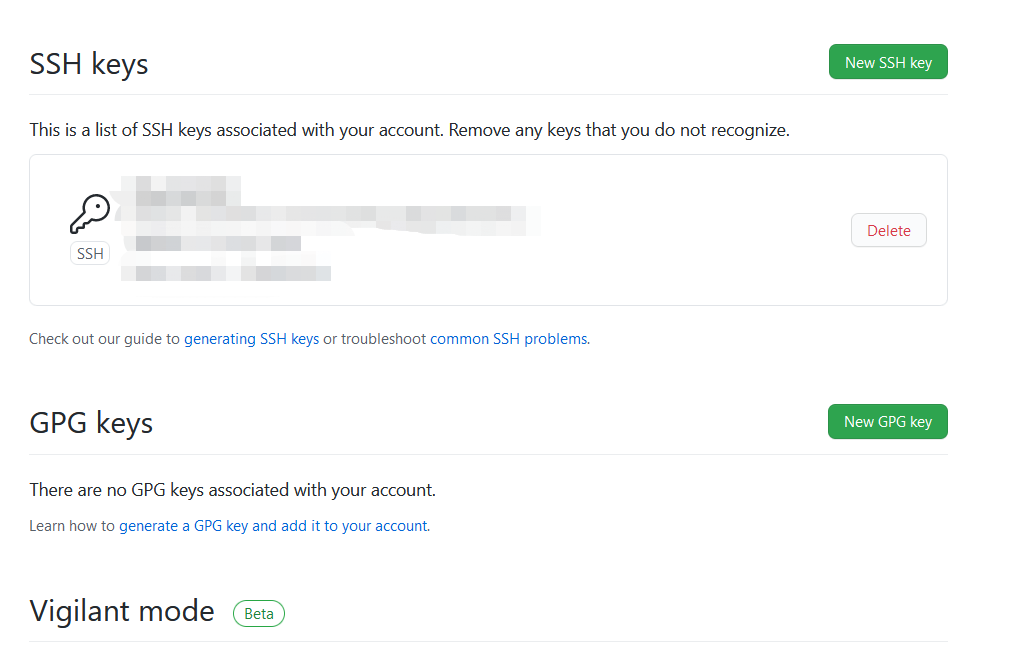 SSH keys
New SSH key
This is a list of SSH keys associated with your account. Remove any keys that you do not recognize.
SSH
Delete
Check out our guide to generating SSH keys or troubleshoot common SSH problems.
GPG keys
New GPG key
There are no GPG keys associated with your account.
Learn how to generate a GPG key and add it to your account.
Vigilant mode
Beta